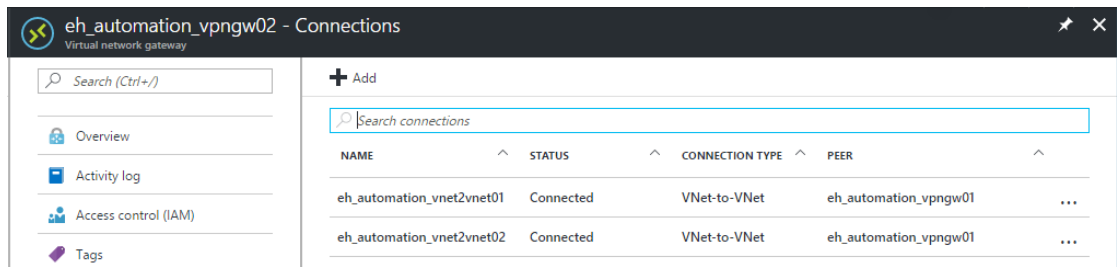 eh_automation_vpngw02 - Connections
Virtual network gateway
Search (Ctrl+/)
Overview
Activity log
Access control (IAM)
Tags
Add
Search connections
NAME STATUS CONNECTION TYPE PEER
eh_automation_vnet2vnet01 Connected VNet-to-VNet eh_automation_vpngw01 ...
eh_automation_vnet2vnet02 Connected VNet-to-VNet eh_automation_vpngw01 ...